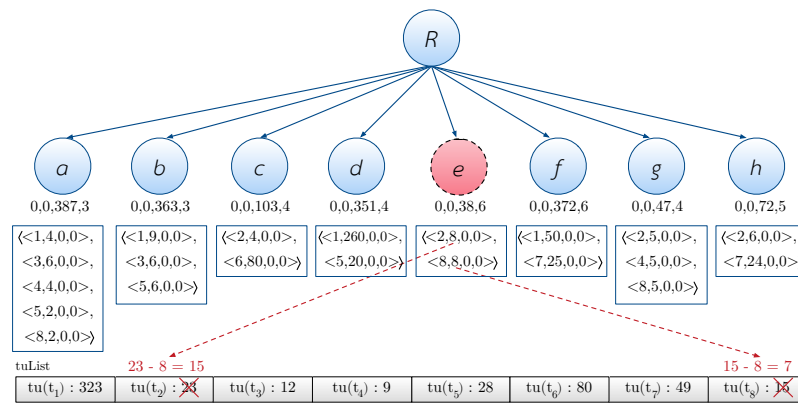 R
a b c d e f g h
0,0,387,3 0,0,363,3 0,0,103,4 0,0,351,4 0,0,38,6 0,0,372,6 0,0,47,4 0,0,72,5
⟨<1,4,0,0>, ⟨<1,9,0,0>, ⟨<2,4,0,0>, ⟨<1,260,0,0>, ⟨<2,8,0,0>, ⟨<1,50,0,0>, ⟨<2,5,0,0>, ⟨<2,6,0,0>,
<3,6,0,0>, <3,6,0,0>, <6,80,0,0>⟩ <5,20,0,0>⟩ <8,8,0,0>⟩ <7,25,0,0>⟩ <4,5,0,0>, <7,24,0,0>⟩
<4,4,0,0>, <5,6,0,0>⟩ <8,5,0,0>⟩
<5,2,0,0>,
<8,2,0,0>⟩
tuList 23 - 8 = 15 15 - 8 = 7
tu(t₁) : 323 tu(t₂) : 23 tu(t₃) : 12 tu(t₄) : 9 tu(t₅) : 28 tu(t₆) : 80 tu(t₇) : 49 tu(t₈) : 15